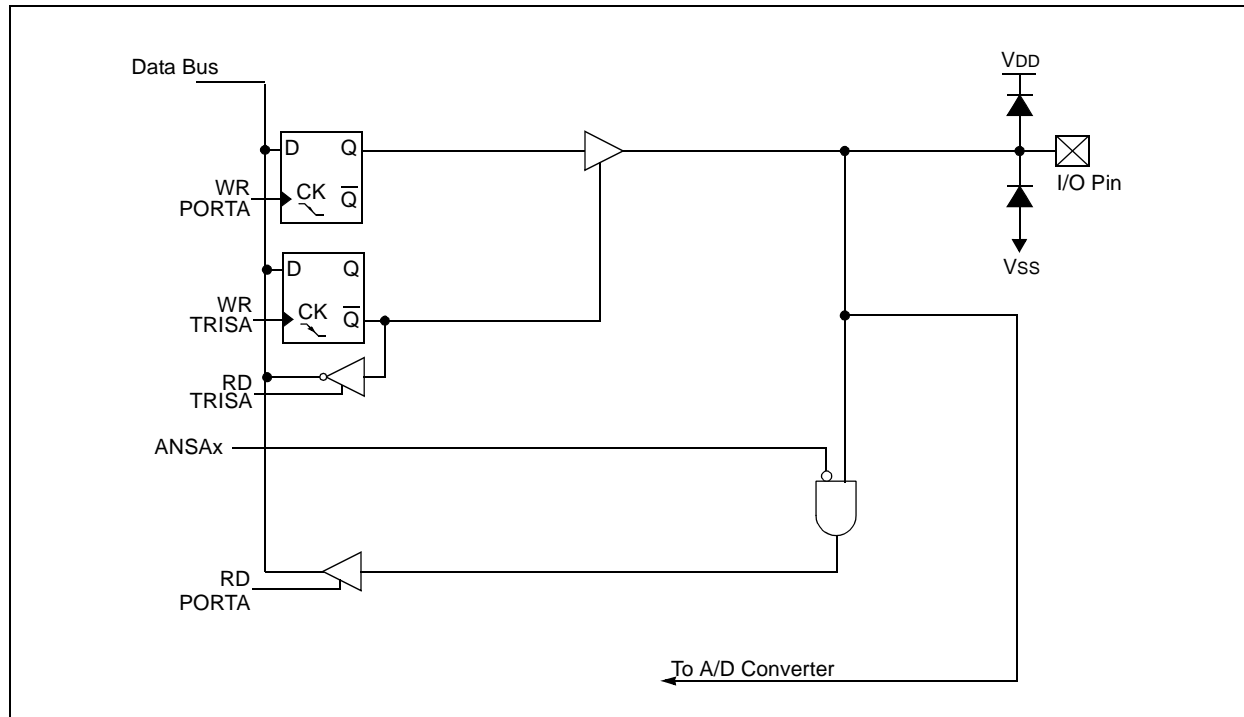 Data Bus
VDD
D Q
WR
PORTA
CK Q̅
I/O Pin
D Q
VSS
WR
TRISA
CK Q̅
RD
TRISA
ANSAx
RD
PORTA
To A/D Converter